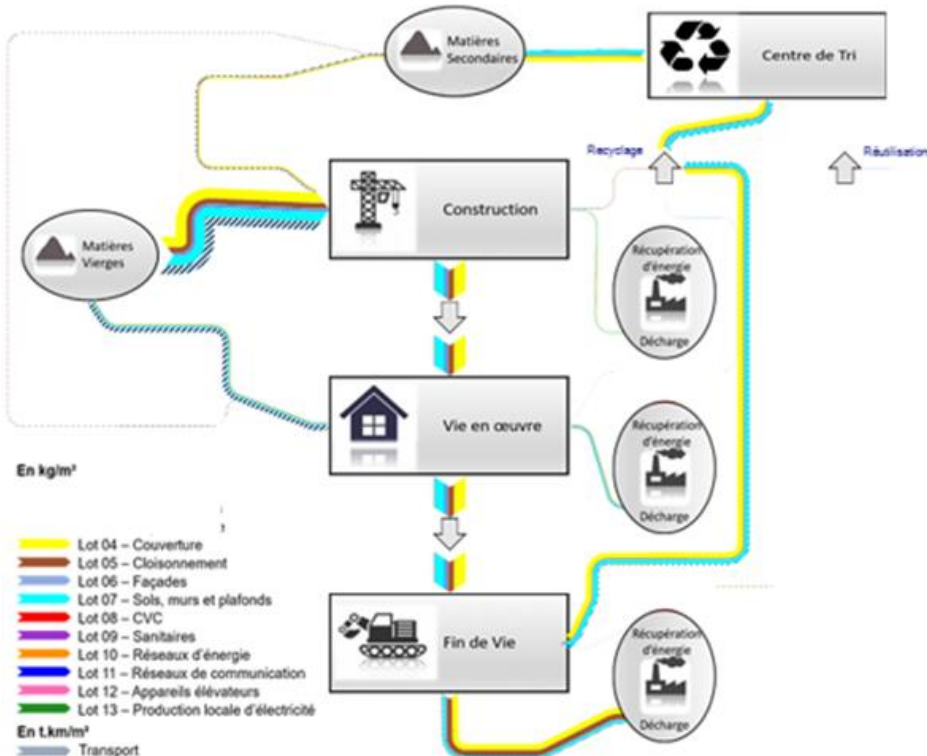 Matières
Secondaires
Centre de Tri
Recyclage
Réutilisation
Construction
Matières
Vierges
Récupération
d'énergie
Décharge
Vie en œuvre
Récupération
d'énergie
Décharge
En kg/m²
Lot 04 – Couverture
Lot 05 – Cloisonnement
Lot 06 – Façades
Lot 07 – Sols, murs et plafonds
Lot 08 – CVC
Lot 09 – Sanitaires
Lot 10 – Réseaux d'énergie
Lot 11 – Réseaux de communication
Lot 12 – Appareils élévateurs
Lot 13 – Production locale d'électricité
En t.km/m²
Transport
Fin de Vie
Récupération
d'énergie
Décharge